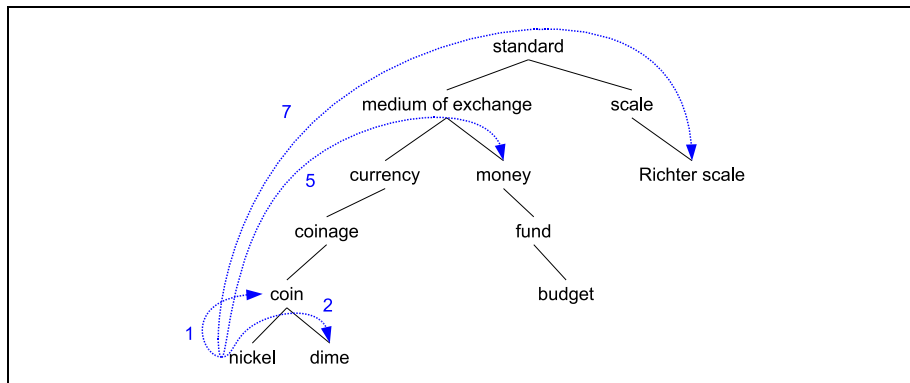 standard
7
medium of exchange
scale
5
currency
money
Richter scale
coinage
fund
coin
budget
1
2
nickel
dime